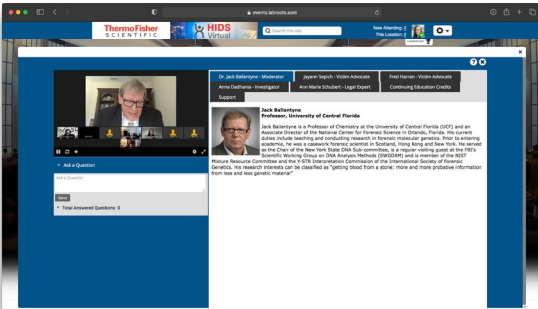 events.labroots.com
ThermoFisher
SCIENTIFIC
HIDS
Virtual
Search the site
Now Attending: 2
This Location: 2
Leaderboard
Dr. Jack Ballantyne - Moderator
Jayann Sepich - Victim Advocate
Fred Harran - Victim Advocate
Anna Dadhania - Investigator
Ann Marie Schubert - Legal Expert
Continuing Education Credits
Support
Jack Ballantyne
Professor, University of Central Florida
Jack Ballantyne is a Professor of Chemistry at the University of Central Florida (UCF) and an
Associate Director of the National Center for Forensic Science in Orlando, Florida. His current
duties include teaching and conducting research in forensic molecular genetics. Prior to entering
academia, he was a casework forensic scientist in Scotland, Hong Kong and New York. He served
as the Chair of the New York State DNA Sub-committee, is a regular visiting guest at the FBI's
Scientific Working Group on DNA Analysis Methods (SWGDAM) and is member of the NIST
Mixture Resource Committee and the Y-STR Interpretation Commission of the International Society of Forensic
Genetics. His research interests can be classified as "getting blood from a stone: more and more probative information
from less and less genetic material"
Ask a Question
Ask a Question
Send
Total Answered Questions: 0